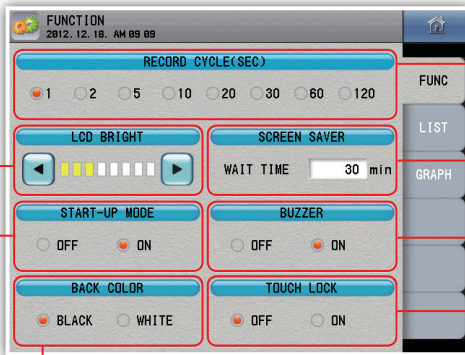 FUNCTION
2012. 12. 18. AM 09 09
RECORD CYCLE(SEC)
1 2 5 10 20 30 60 120
LCD BRIGHT
SCREEN SAVER
WAIT TIME 30 min
START-UP MODE
BUZZER
OFF ON
OFF ON
BACK COLOR
TOUCH LOCK
BLACK WHITE
OFF ON
FUNC
LIST
GRAPH